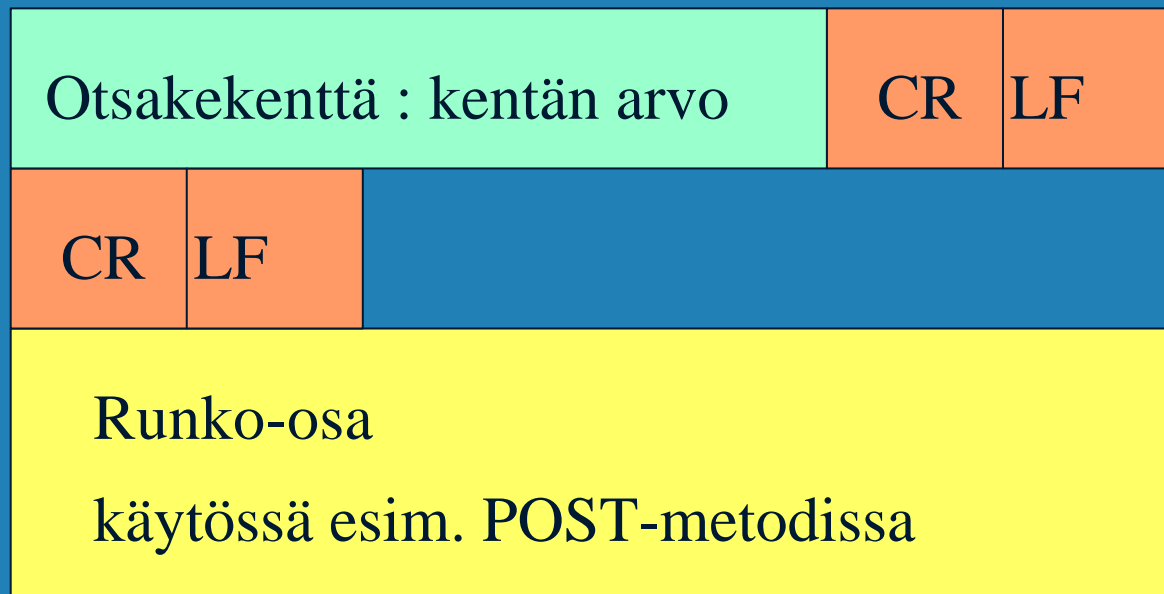 Otsakekenttä : kentän arvo CR LF
CR LF
Runko-osa
käytössä esim. POST-metodissa